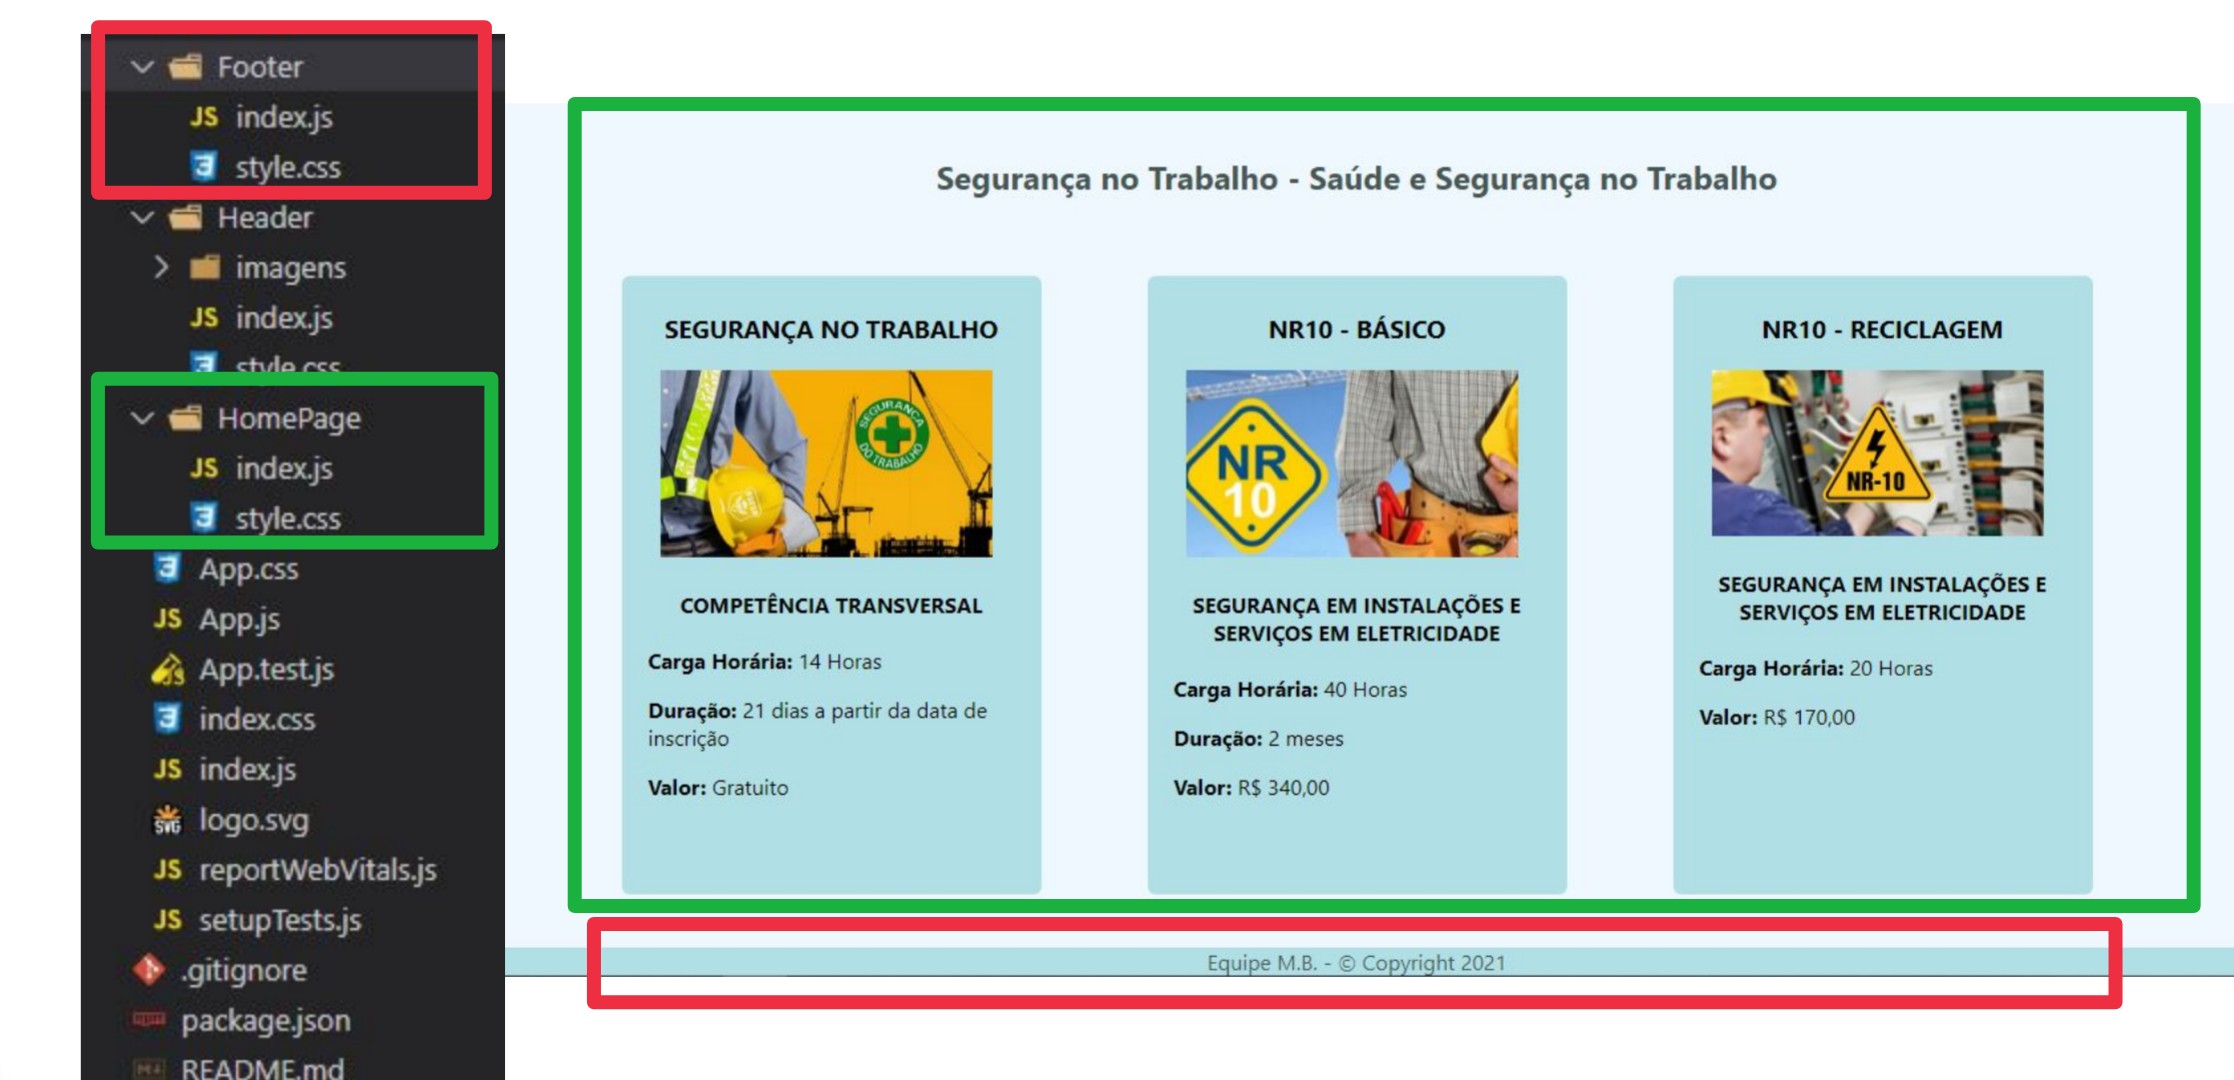 Footer
JS index.js
style.css
Header
imagens
JS index.js
style.css
HomePage
JS index.js
style.css
App.css
JS App.js
App.test.js
index.css
JS index.js
SVG logo.svg
JS reportWebVitals.js
JS setupTests.js
.gitignore
package.json
README.md
Segurança no Trabalho - Saúde e Segurança no Trabalho
SEGURANÇA NO TRABALHO
SEGURANÇA
DO TRABALHO
COMPETÊNCIA TRANSVERSAL
Carga Horária: 14 Horas
Duração: 21 dias a partir da data de
inscrição
Valor: Gratuito
NR10 - BÁSICO
NR
10
SEGURANÇA EM INSTALAÇÕES E
SERVIÇOS EM ELETRICIDADE
Carga Horária: 40 Horas
Duração: 2 meses
Valor: R$ 340,00
NR10 - RECICLAGEM
NR-10
SEGURANÇA EM INSTALAÇÕES E
SERVIÇOS EM ELETRICIDADE
Carga Horária: 20 Horas
Valor: R$ 170,00
Equipe M.B. - © Copyright 2021